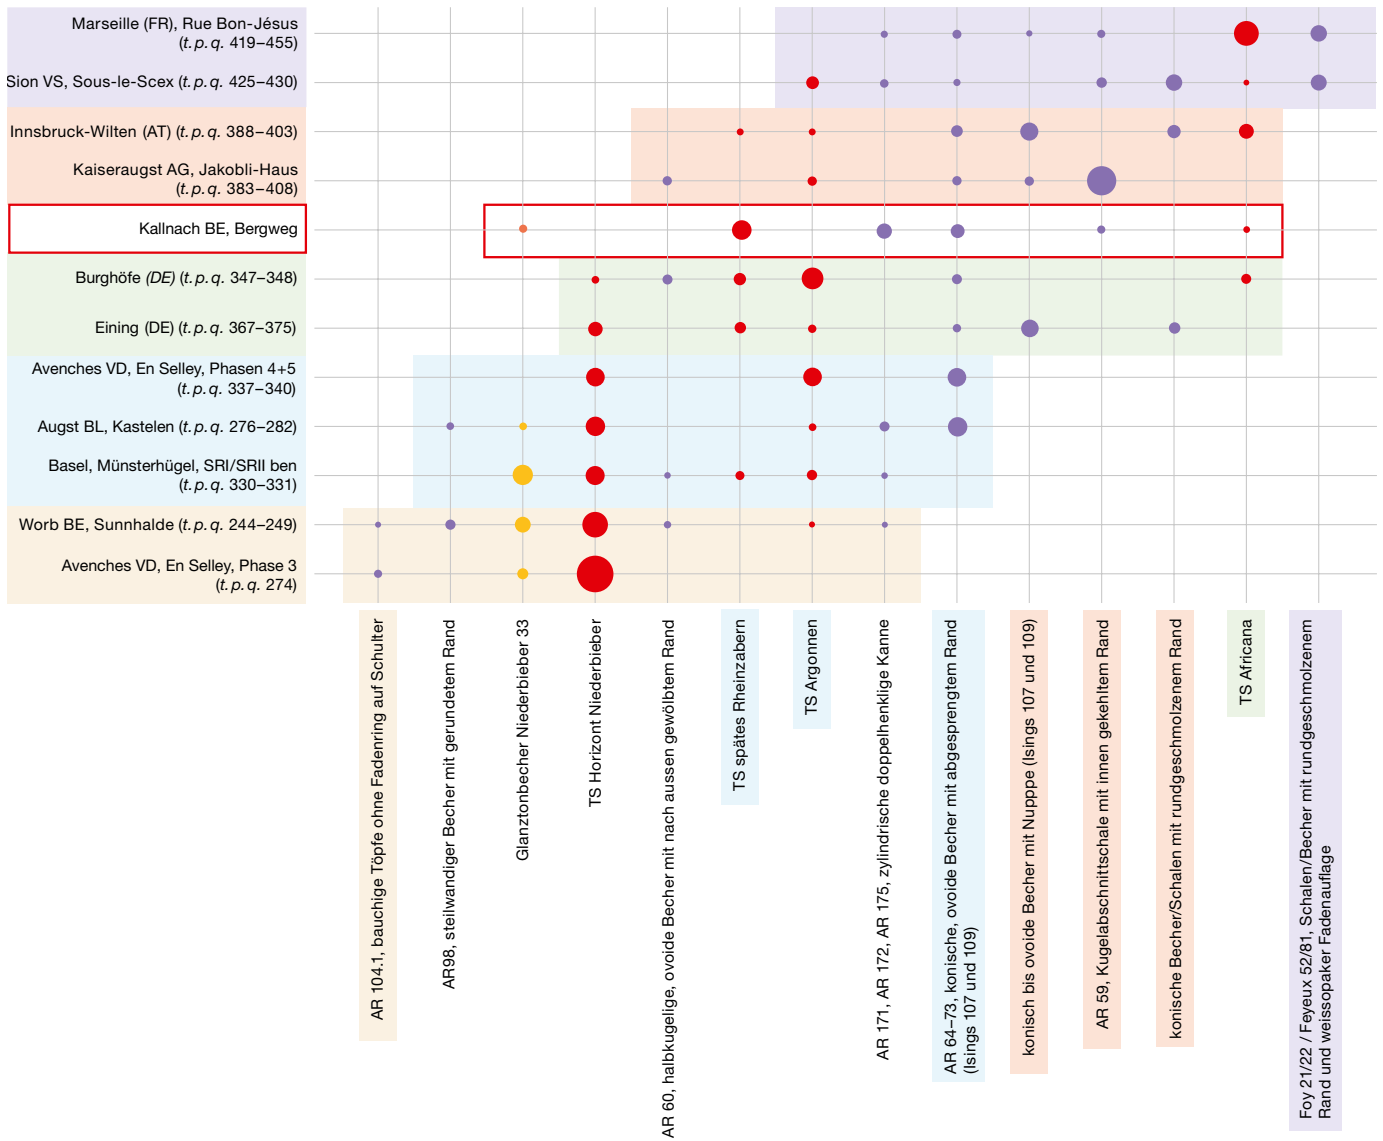 Marseille (FR), Rue Bon-Jésus
(t.p.q. 419–455)
Sion VS, Sous-le-Scex (t.p.q. 425–430)
Innsbruck-Wilten (AT) (t.p.q. 388–403)
Kaiseraugst AG, Jakobli-Haus
(t.p.q. 383–408)
Kallnach BE, Bergweg
Burghöfe (DE) (t.p.q. 347–348)
Eining (DE) (t.p.q. 367–375)
Avenches VD, En Selley, Phasen 4+5
(t.p.q. 337–340)
Augst BL, Kastelen (t.p.q. 276–282)
Basel, Münsterhügel, SRI/SRII ben
(t.p.q. 330–331)
Worb BE, Sunnhalde (t.p.q. 244–249)
Avenches VD, En Selley, Phase 3
(t.p.q. 274)
AR 104.1, bauchige Töpfe ohne Fadenring auf Schulter
AR98, steilwandiger Becher mit gerundetem Rand
Glanztonbecher Niederbieber 33
TS Horizont Niederbieber
AR 60, halbkugelige, ovoide Becher mit nach aussen gewölbtem Rand
TS spätes Rheinzabern
TS Argonnen
AR 171, AR 172, AR 175, zylindrische doppelhenklige Kanne
AR 64–73, konische, ovoide Becher mit abgesprengtem Rand
(Isings 107 und 109)
konisch bis ovoide Becher mit Nupppe (Isings 107 und 109)
AR 59, Kugelabschnittschale mit innen gekehltem Rand
konische Becher/Schalen mit rundgeschmolzenem Rand
TS Africana
Foy 21/22 / Feyeux 52/81, Schalen/Becher mit rundgeschmolzenem
Rand und weissopaker Fadenauflage